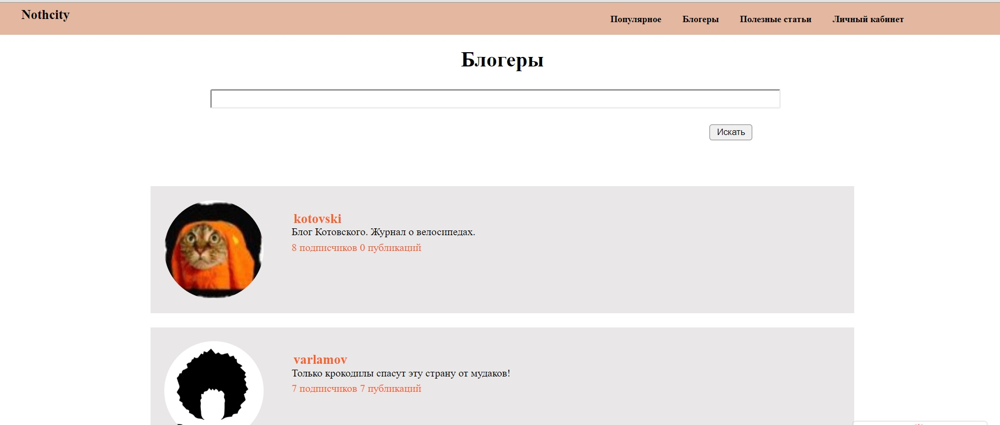 Nothcity
Популярное Блогеры Полезные статьи Личный кабинет
Блогеры
Искать
kotovski
Блог Котовского. Журнал о велосипедах.
8 подписчиков 0 публикаций
varlamov
Только крокодилы спасут эту страну от мудаков!
7 подписчиков 7 публикаций